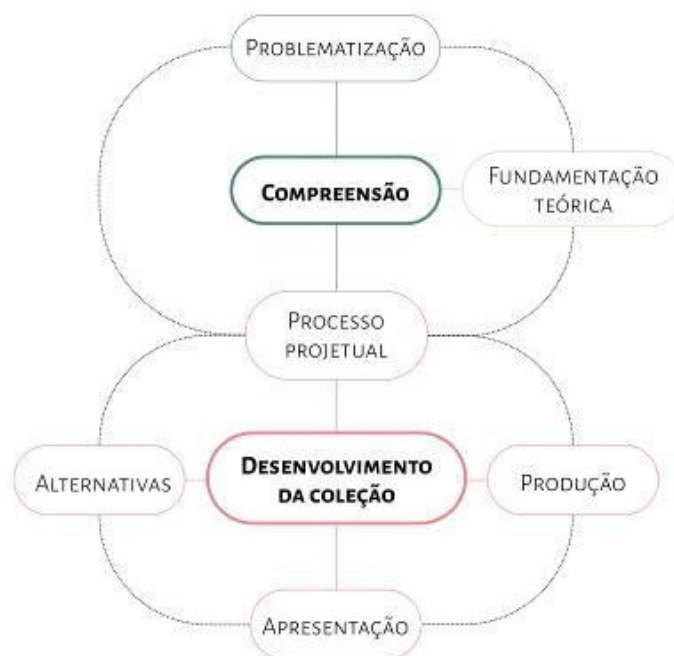 PROBLEMATIZAÇÃO
COMPREENSÃO
FUNDAMENTAÇÃO
TEÓRICA
PROCESSO
PROJETUAL
ALTERNATIVAS
DESENVOLVIMENTO
DA COLEÇÃO
PRODUÇÃO
APRESENTAÇÃO